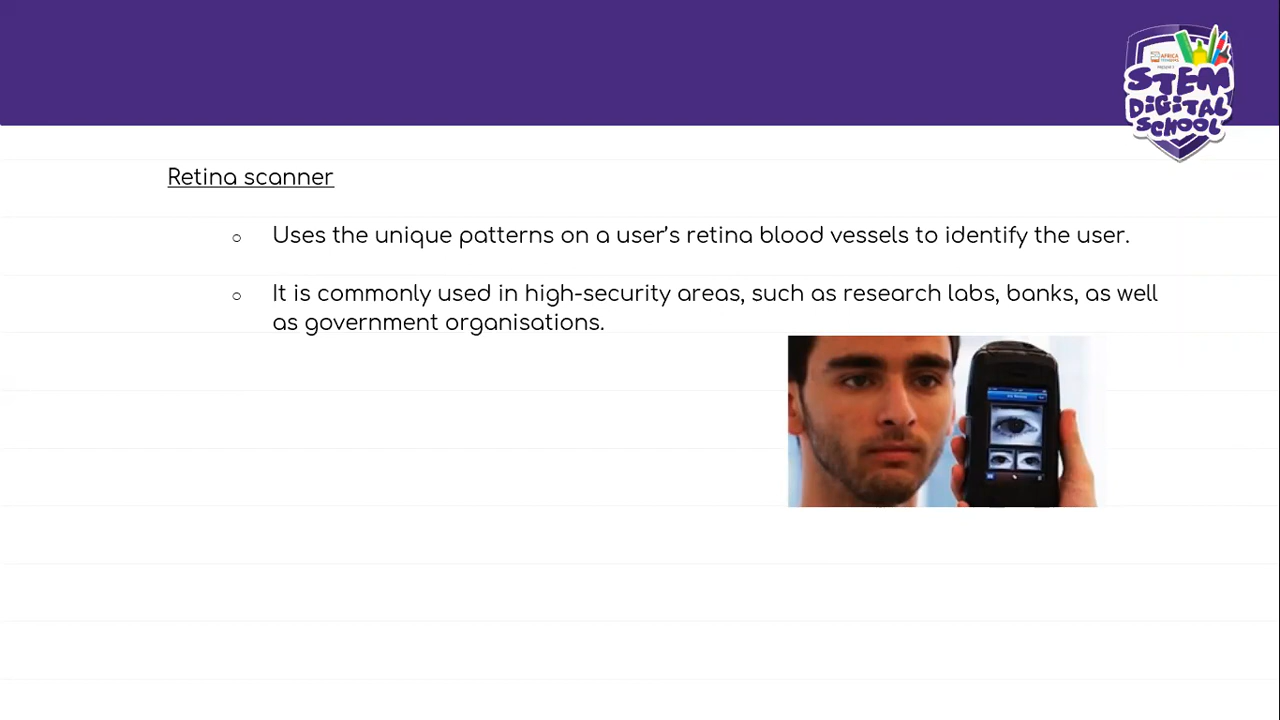 AFRICA
STEM
DIGITAL
SCHOOL
Retina scanner
○ Uses the unique patterns on a user's retina blood vessels to identify the user.
○ It is commonly used in high-security areas, such as research labs, banks, as well
as government organisations.